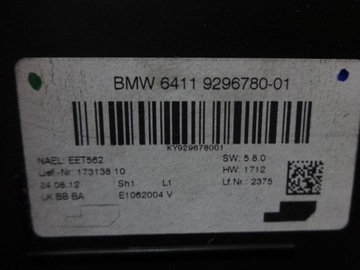 BMW 6411 9296780-01
KY929678001
NAEL: EET562 SW: 5.8.0
Lief.-Nr.: 173138 10 HW: 1712
24.08.12 Sh1 L1 Lf.Nr.: 2375
UK BB BA E1062004 V